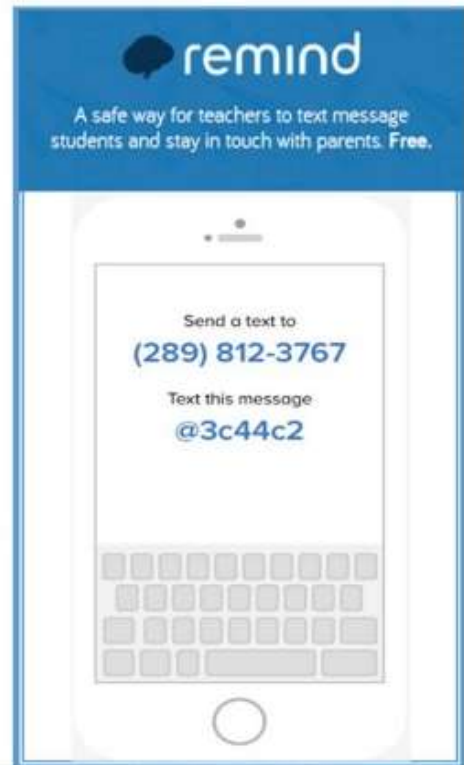 remind
A safe way for teachers to text message
students and stay in touch with parents. Free.
Send a text to
(289) 812-3767
Text this message
@3c44c2